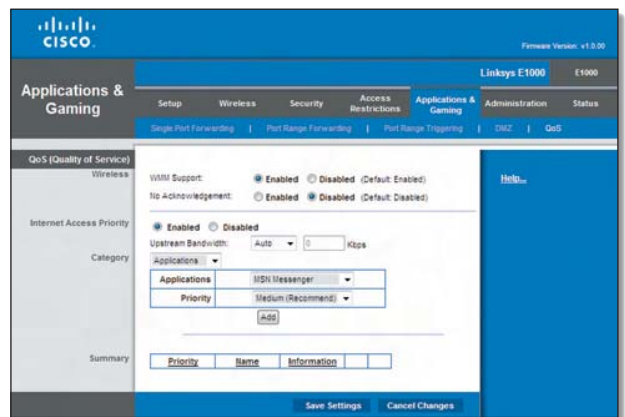 CISCO
Firmware Version: v1.0.00
Linksys E1000 E1000
Applications & Gaming
Setup Wireless Security Access Restrictions Applications & Gaming Administration Status
Single Port Forwarding | Port Range Forwarding | Port Range Triggering | DMZ | QoS
QoS (Quality of Service)
Wireless
WMM Support: Enabled Disabled (Default: Enabled)
No Acknowledgement: Enabled Disabled (Default: Disabled)
Help...
Internet Access Priority
Enabled Disabled
Upstream Bandwidth: Auto 0 Kbps
Category
Applications
Applications MSN Messenger
Priority Medium (Recommend)
Add
Summary
Priority Name Information
Save Settings Cancel Changes